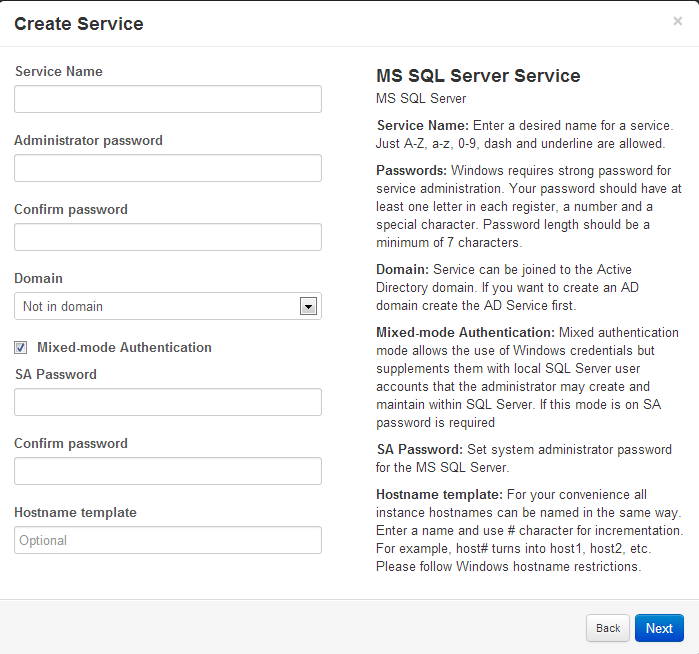 Create Service
×
Service Name
Administrator password
Confirm password
Domain
Not in domain
Mixed-mode Authentication
SA Password
Confirm password
Hostname template
Optional
MS SQL Server Service
MS SQL Server
Service Name: Enter a desired name for a service.
Just A-Z, a-z, 0-9, dash and underline are allowed.
Passwords: Windows requires strong password for
service administration. Your password should have at
least one letter in each register, a number and a
special character. Password length should be a
minimum of 7 characters.
Domain: Service can be joined to the Active
Directory domain. If you want to create an AD
domain create the AD Service first.
Mixed-mode Authentication: Mixed authentication
mode allows the use of Windows credentials but
supplements them with local SQL Server user
accounts that the administrator may create and
maintain within SQL Server. If this mode is on SA
password is required
SA Password: Set system administrator password
for the MS SQL Server.
Hostname template: For your convenience all
instance hostnames can be named in the same way.
Enter a name and use # character for incrementation.
For example, host# turns into host1, host2, etc.
Please follow Windows hostname restrictions.
Back
Next